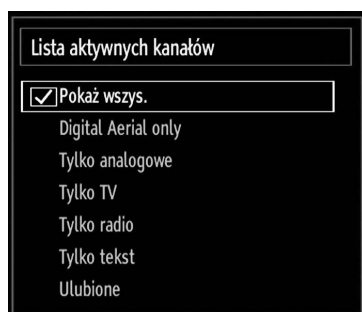 Lista aktywnych kanałów
Pokaż wszys.
Digital Aerial only
Tylko analogowe
Tylko TV
Tylko radio
Tylko tekst
Ulubione